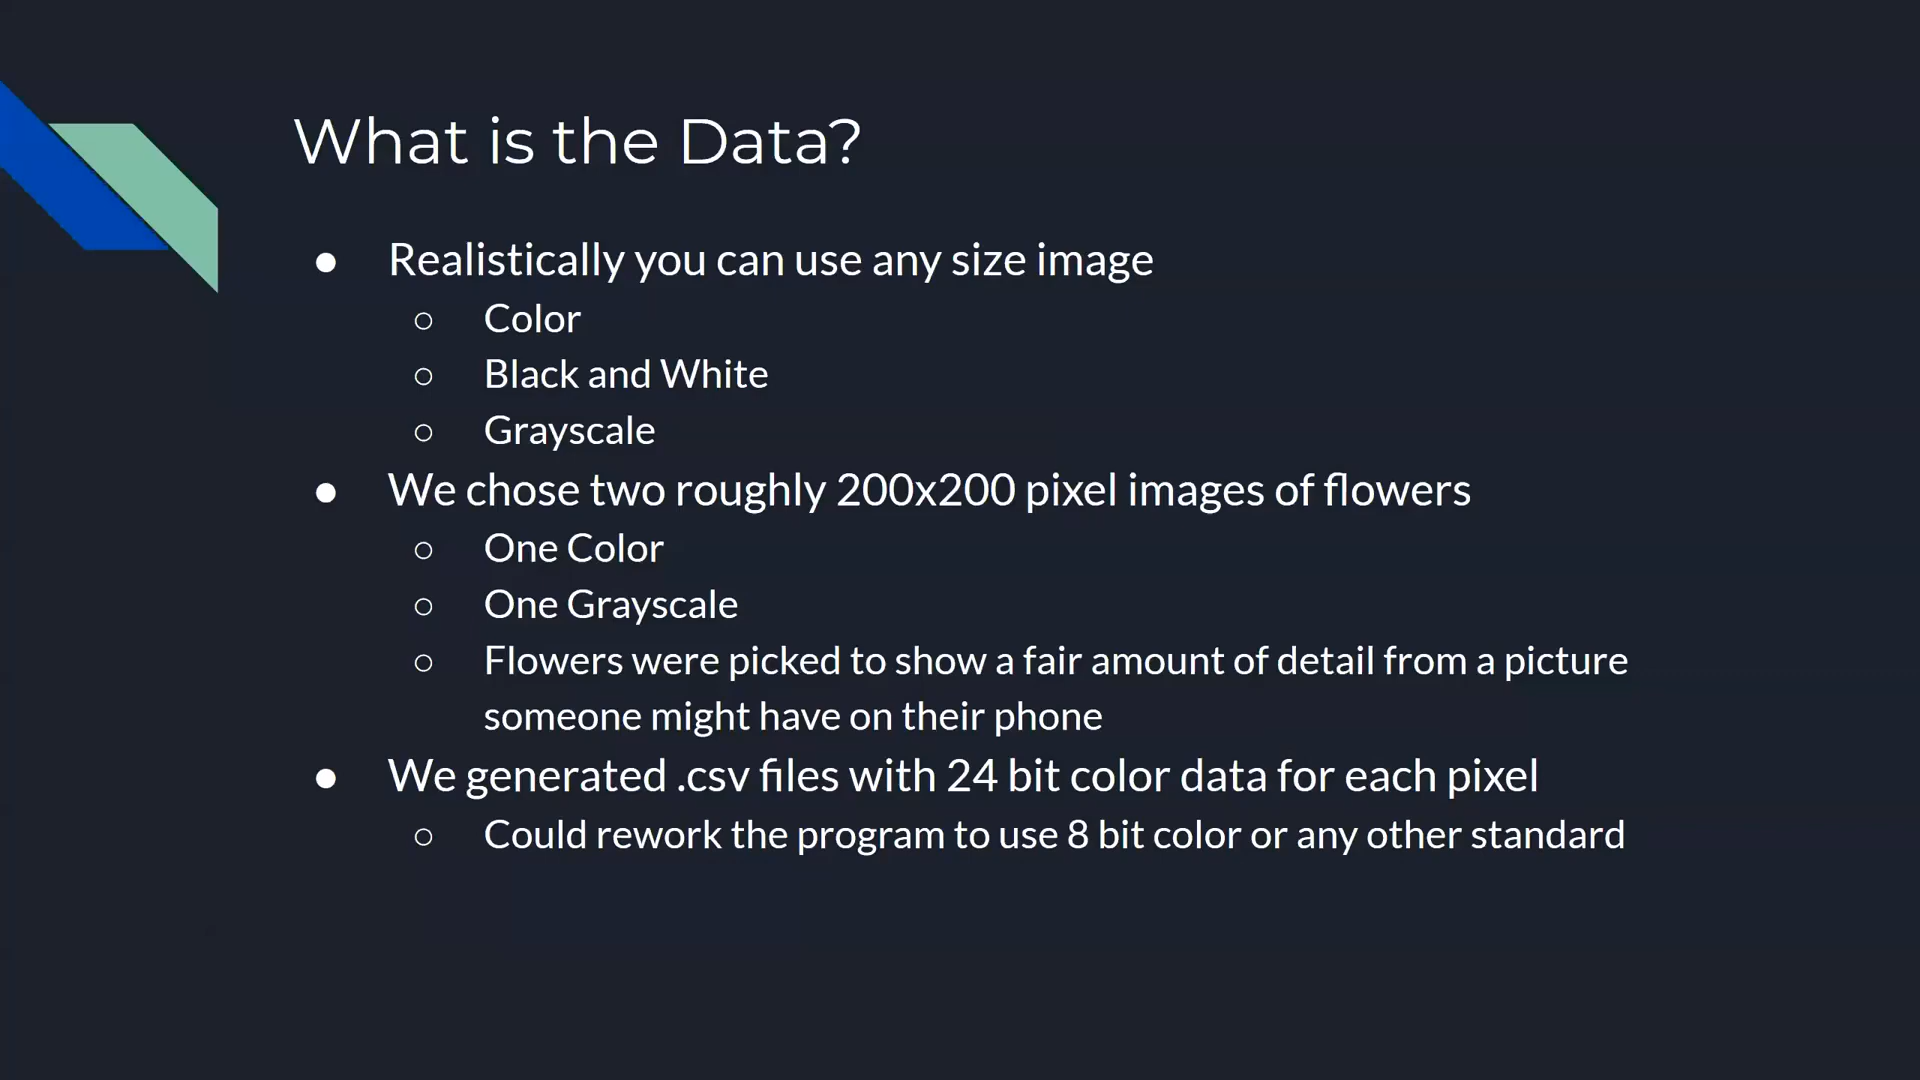 What is the Data?
● Realistically you can use any size image
○ Color
○ Black and White
○ Grayscale
● We chose two roughly 200x200 pixel images of flowers
○ One Color
○ One Grayscale
○ Flowers were picked to show a fair amount of detail from a picture
someone might have on their phone
● We generated .csv files with 24 bit color data for each pixel
○ Could rework the program to use 8 bit color or any other standard